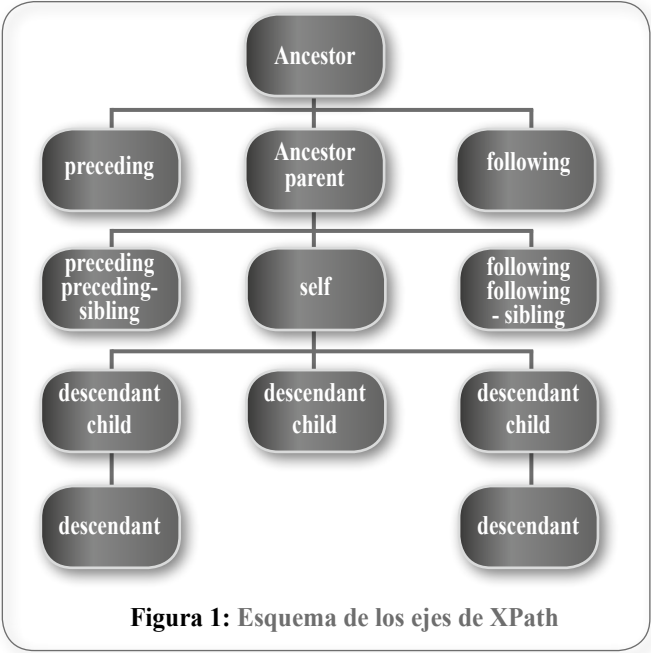 Ancestor
preceding
Ancestor
parent
following
preceding
preceding-
sibling
self
following
following
- sibling
descendant
child
descendant
child
descendant
child
descendant
descendant
Figura 1: Esquema de los ejes de XPath